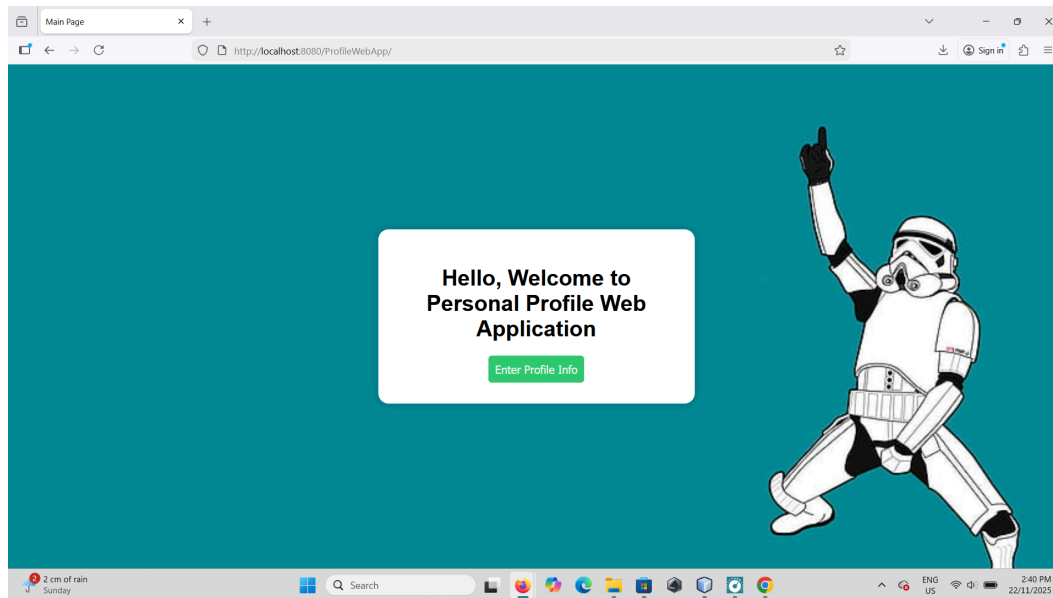 Main Page
http://localhost:8080/ProfileWebApp/
Sign in
Hello, Welcome to
Personal Profile Web
Application
Enter Profile Info
2
2 cm of rain
Sunday
Search
ENG
US
2:40 PM
22/11/2025